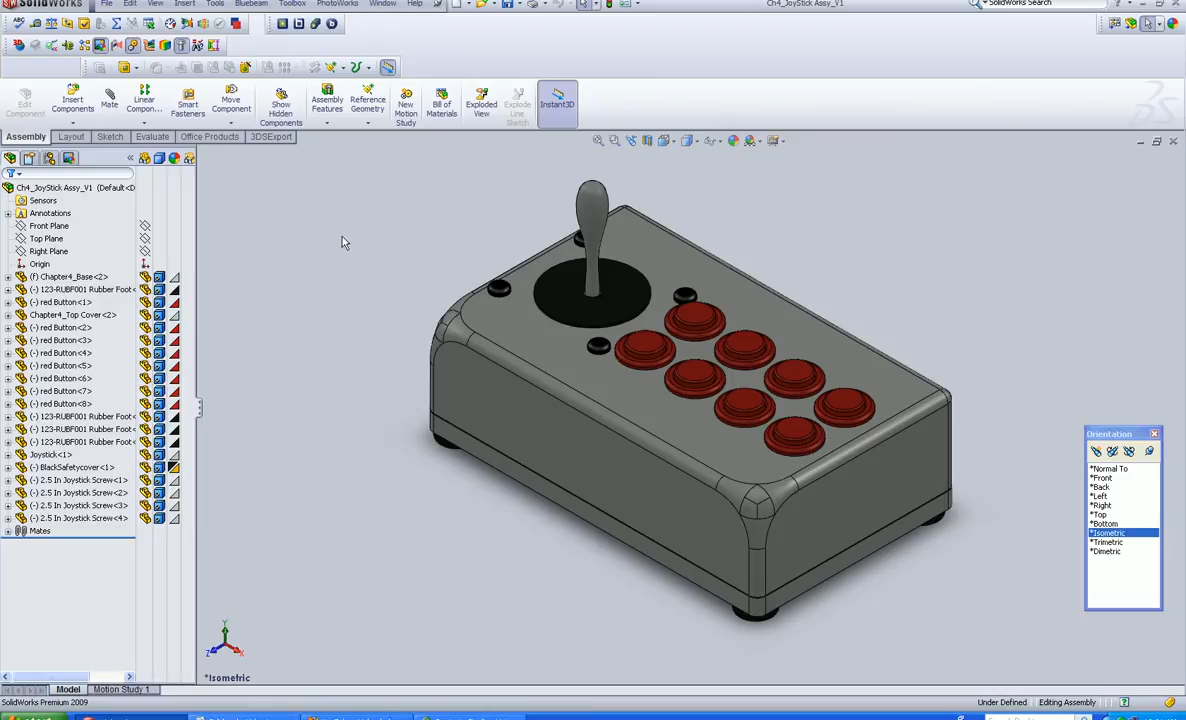 SolidWorks
File Edit View Insert Tools Toolbox Bluebeam PhotoWorks Window Help
Ch4_JoyStick Assy_V1
SolidWorks Search
Edit Component
Insert Components
Mate
Linear Compon...
Smart Fasteners
Move Component
Show Hidden Components
Assembly Features
Reference Geometry
New Motion Study
Bill of Materials
Exploded View
Explode Line Sketch
Instant3D
Assembly Layout Sketch Evaluate Office Products 3DSExport
Ch4_JoyStick Assy_V1 (Default<D
Sensors
Annotations
Front Plane
Top Plane
Right Plane
Origin
(f) Chapter4_Base<2>
(-) 123-RUBF001 Rubber Foot<
(-) red Button<1>
Chapter4_Top Cover<2>
(-) red Button<2>
(-) red Button<3>
(-) red Button<4>
(-) red Button<5>
(-) red Button<6>
(-) red Button<7>
(-) red Button<8>
(-) 123-RUBF001 Rubber Foot<
(-) 123-RUBF001 Rubber Foot<
(-) 123-RUBF001 Rubber Foot<
Joystick<1>
(-) BlackSafetycover<1>
(-) 2.5 In Joystick Screw<1>
(-) 2.5 In Joystick Screw<2>
(-) 2.5 In Joystick Screw<3>
(-) 2.5 In Joystick Screw<4>
Mates
Orientation
*Normal To
*Front
*Back
*Left
*Right
*Top
*Bottom
*Isometric
*Trimetric
*Dimetric
Y
Z
X
*Isometric
Model Motion Study 1
SolidWorks Premium 2009
Under Defined Editing Assembly